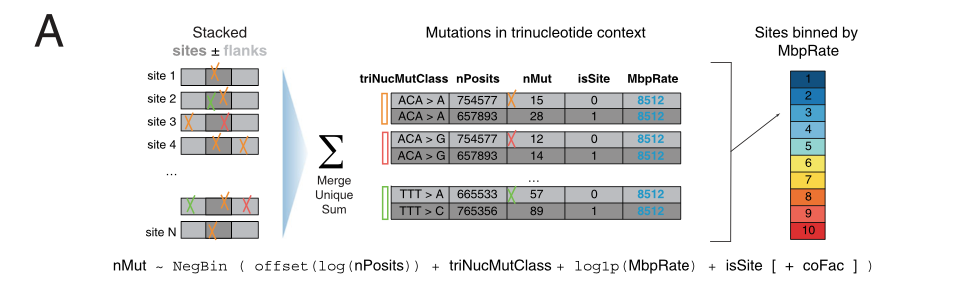 A
Stacked
sites ± flanks
site 1
site 2
site 3
site 4
...
site N
Σ
Merge
Unique
Sum
Mutations in trinucleotide context
triNucMutClass nPosits nMut isSite MbpRate
ACA > A 754577 15 0 8512
ACA > A 657893 28 1 8512
ACA > G 754577 12 0 8512
ACA > G 657893 14 1 8512
...
TTT > A 665533 57 0 8512
TTT > C 765356 89 1 8512
Sites binned by
MbpRate
1
2
3
4
5
6
7
8
9
10
nMut ~ NegBin ( offset(log(nPosits)) + triNucMutClass + log1p(MbpRate) + isSite [ + coFac ] )